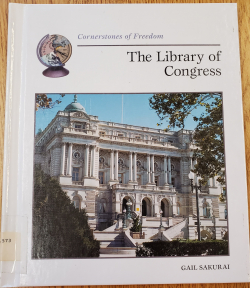 Cornerstones of Freedom
The Library of
Congress
GAIL SAKURAI